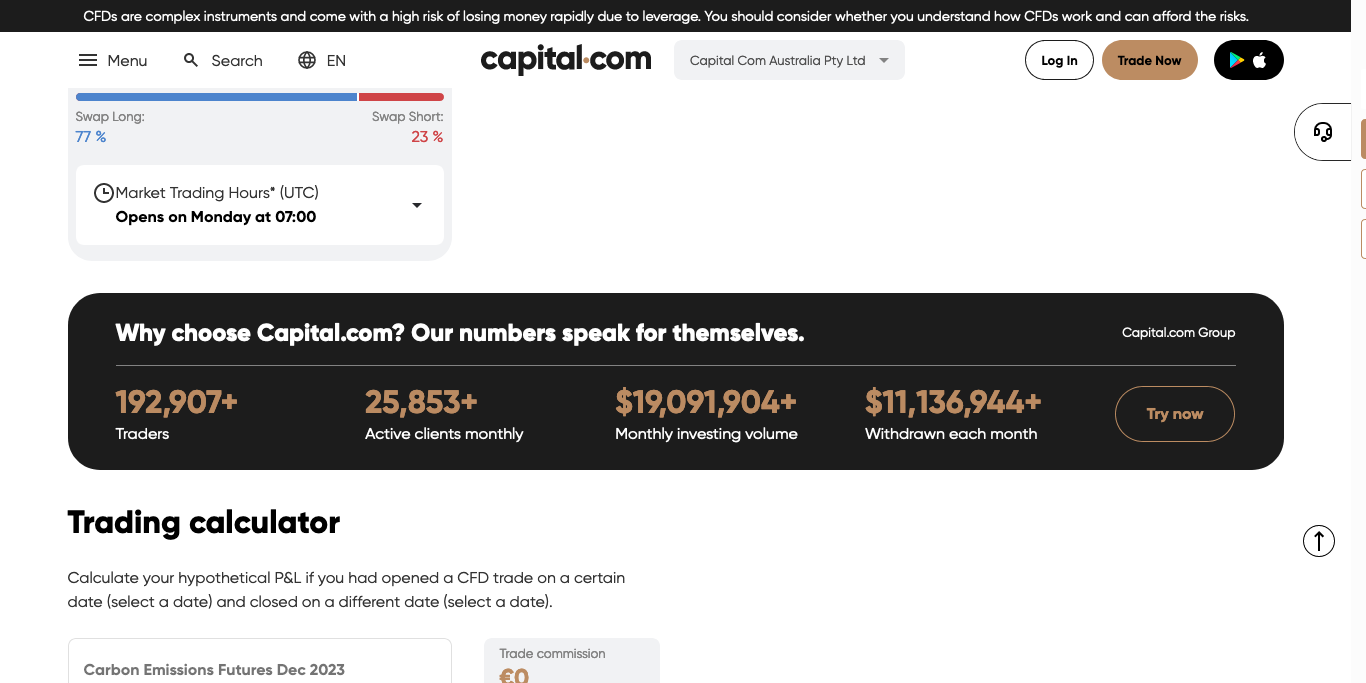 CFDs are complex instruments and come with a high risk of losing money rapidly due to leverage. You should consider whether you understand how CFDs work and can afford the risks.
Menu Search EN capital.com Capital Com Australia Pty Ltd Log In Trade Now
Swap Long: Swap Short:
77 % 23 %
Market Trading Hours* (UTC)
Opens on Monday at 07:00
Why choose Capital.com? Our numbers speak for themselves. Capital.com Group
192,907+ 25,853+ $19,091,904+ $11,136,944+ Try now
Traders Active clients monthly Monthly investing volume Withdrawn each month
Trading calculator
Calculate your hypothetical P&L if you had opened a CFD trade on a certain
date (select a date) and closed on a different date (select a date).
Trade commission
Carbon Emissions Futures Dec 2023 €0